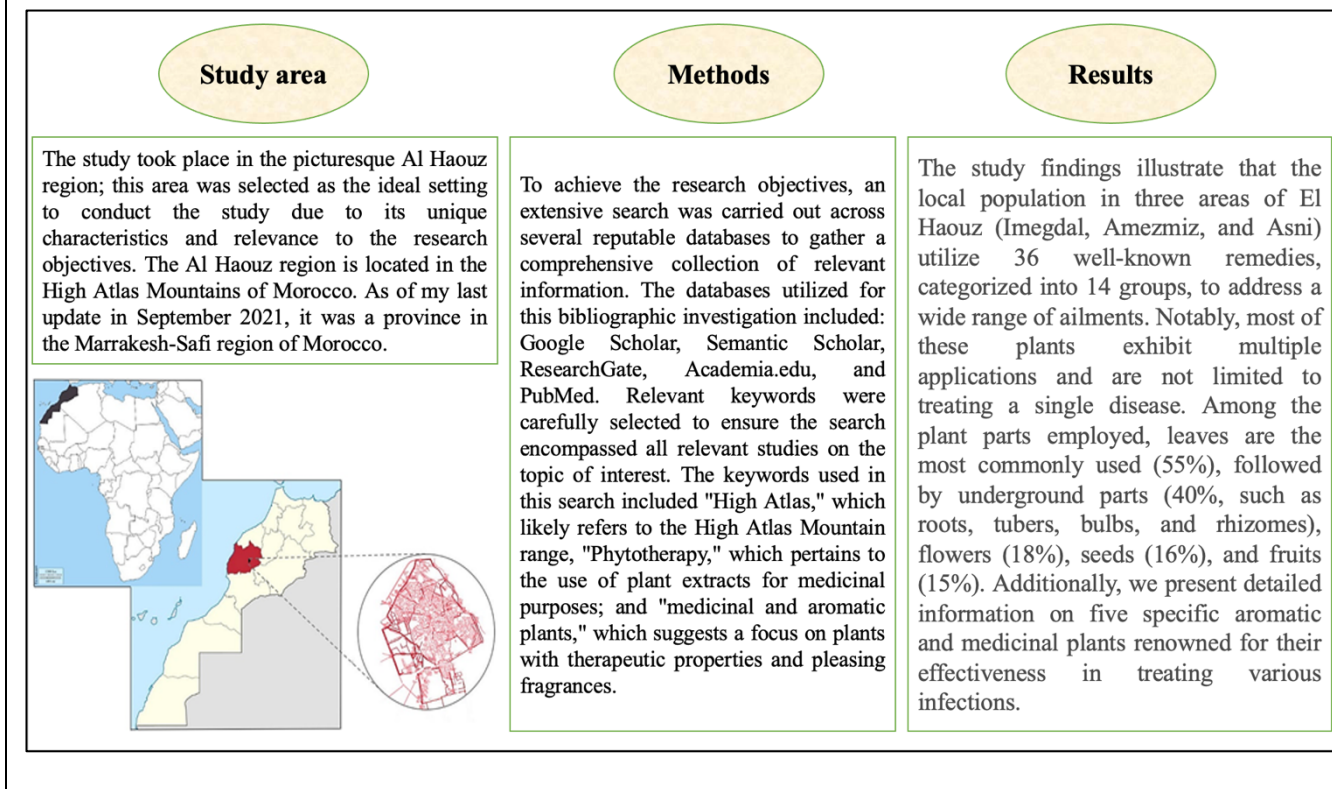 Study area
The study took place in the picturesque Al Haouz
region; this area was selected as the ideal setting
to conduct the study due to its unique
characteristics and relevance to the research
objectives. The Al Haouz region is located in the
High Atlas Mountains of Morocco. As of my last
update in September 2021, it was a province in
the Marrakesh-Safi region of Morocco.
Methods
To achieve the research objectives, an
extensive search was carried out across
several reputable databases to gather a
comprehensive collection of relevant
information. The databases utilized for
this bibliographic investigation included:
Google Scholar, Semantic Scholar,
ResearchGate, Academia.edu, and
PubMed. Relevant keywords were
carefully selected to ensure the search
encompassed all relevant studies on the
topic of interest. The keywords used in
this search included "High Atlas," which
likely refers to the High Atlas Mountain
range, "Phytotherapy," which pertains to
the use of plant extracts for medicinal
purposes; and "medicinal and aromatic
plants," which suggests a focus on plants
with therapeutic properties and pleasing
fragrances.
Results
The study findings illustrate that the
local population in three areas of El
Haouz (Imegdal, Amezmiz, and Asni)
utilize 36 well-known remedies,
categorized into 14 groups, to address a
wide range of ailments. Notably, most of
these plants exhibit multiple
applications and are not limited to
treating a single disease. Among the
plant parts employed, leaves are the
most commonly used (55%), followed
by underground parts (40%, such as
roots, tubers, bulbs, and rhizomes),
flowers (18%), seeds (16%), and fruits
(15%). Additionally, we present detailed
information on five specific aromatic
and medicinal plants renowned for their
effectiveness in treating various
infections.